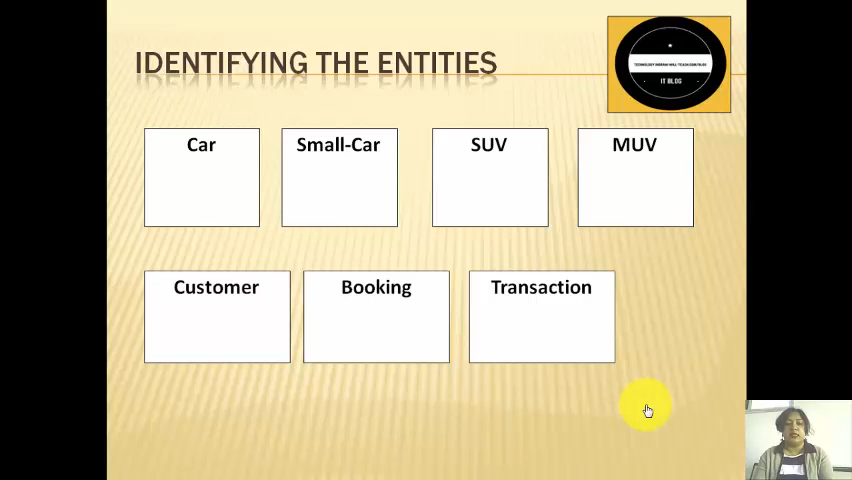 IDENTIFYING THE ENTITIES
IT BLOG
Car
Small-Car
SUV
MUV
Customer
Booking
Transaction